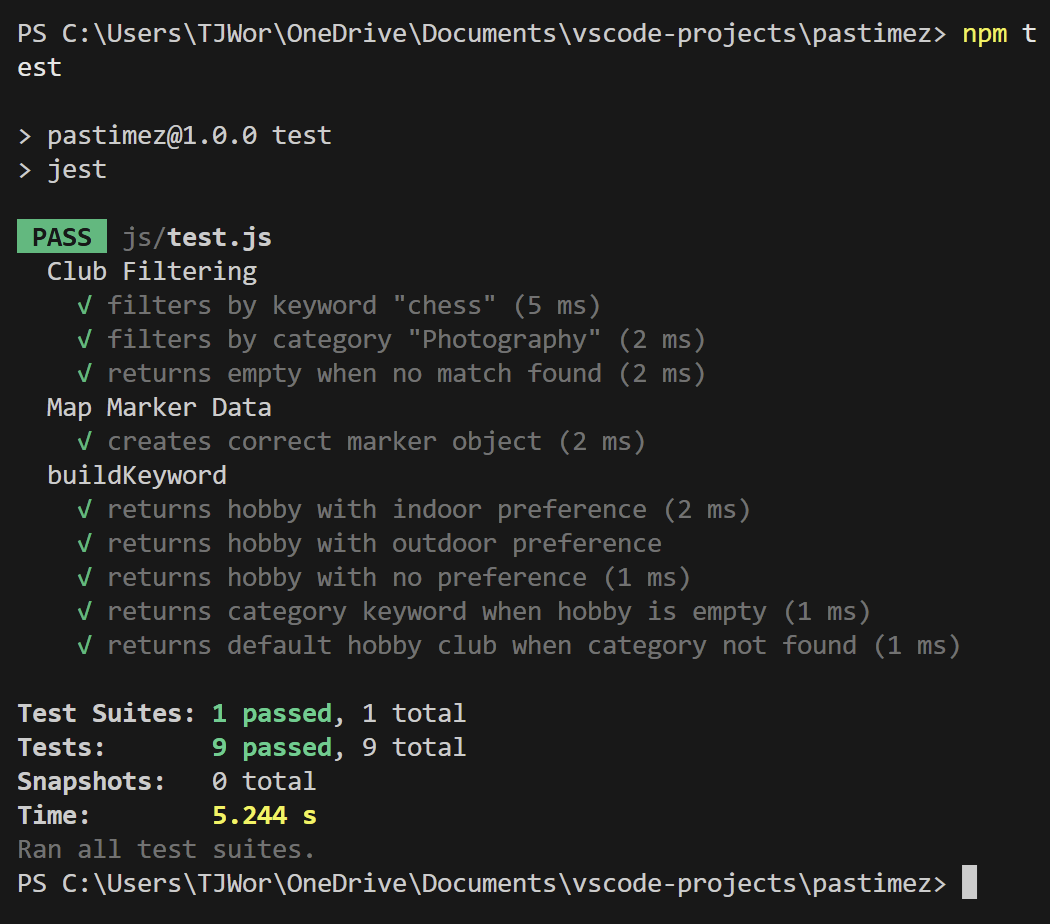 PS C:\Users\TJWor\OneDrive\Documents\vscode-projects\pastimez> npm t
est
> pastimez@1.0.0 test
> jest
PASS js/test.js
Club Filtering
√ filters by keyword "chess" (5 ms)
√ filters by category "Photography" (2 ms)
√ returns empty when no match found (2 ms)
Map Marker Data
√ creates correct marker object (2 ms)
buildKeyword
√ returns hobby with indoor preference (2 ms)
√ returns hobby with outdoor preference
√ returns hobby with no preference (1 ms)
√ returns category keyword when hobby is empty (1 ms)
√ returns default hobby club when category not found (1 ms)
Test Suites: 1 passed, 1 total
Tests: 9 passed, 9 total
Snapshots: 0 total
Time: 5.244 s
Ran all test suites.
PS C:\Users\TJWor\OneDrive\Documents\vscode-projects\pastimez>